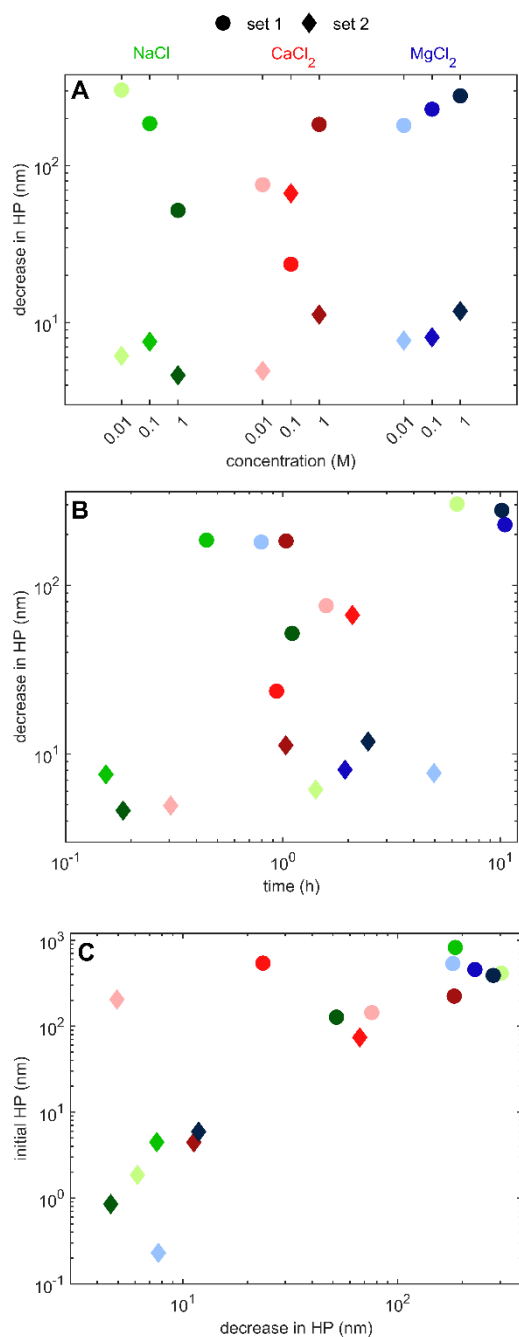 set 1 set 2
NaCl CaCl2 MgCl2
A
decrease in HP (nm)
10^2
10^1
0.01 0.1 1 0.01 0.1 1 0.01 0.1 1
concentration (M)
B
decrease in HP (nm)
10^2
10^1
10^-1 10^0 10^1
time (h)
C
initial HP (nm)
10^3
10^2
10^1
10^0
10^-1
10^1 10^2
decrease in HP (nm)